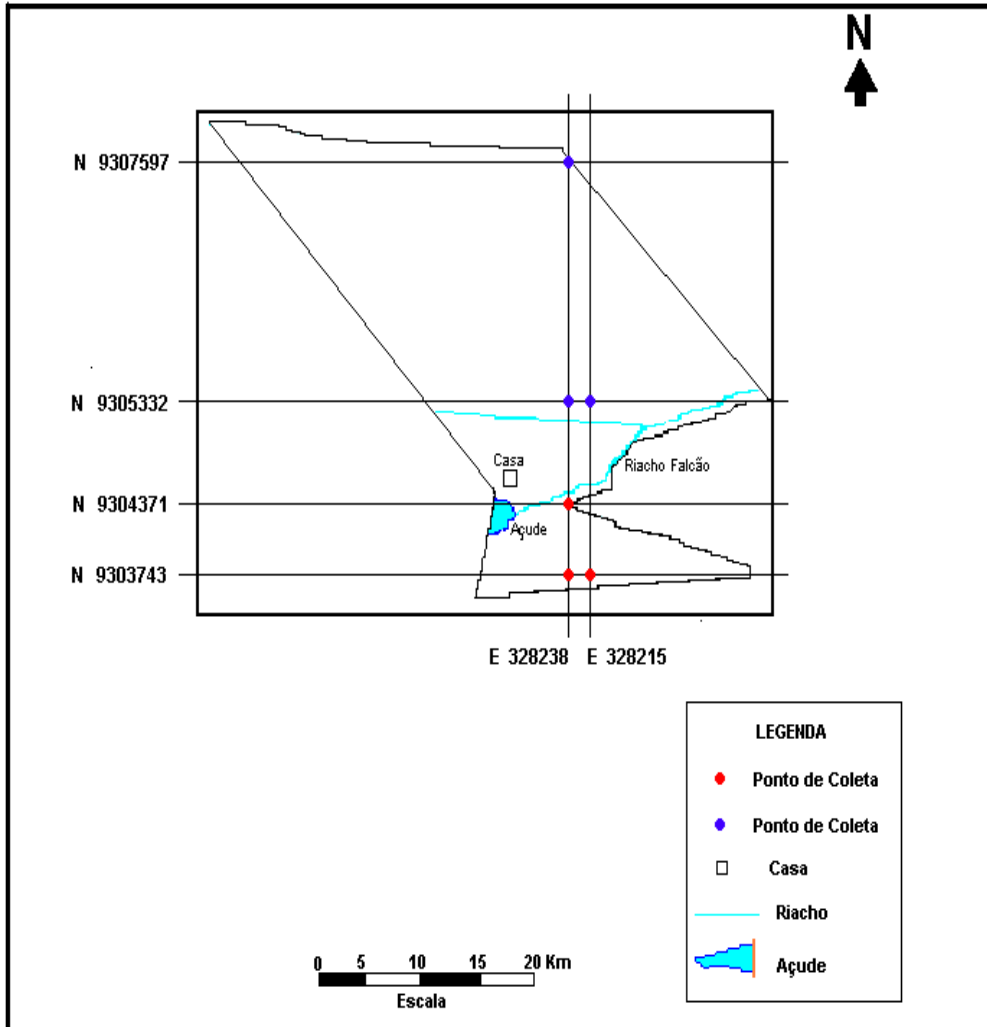 N
N 9307597
N 9305332
Casa
Riacho Falcão
N 9304371
Açude
N 9303743
E 328238 E 328215
LEGENDA
Ponto de Coleta
Ponto de Coleta
Casa
Riacho
Açude
0 5 10 15 20 Km
Escala